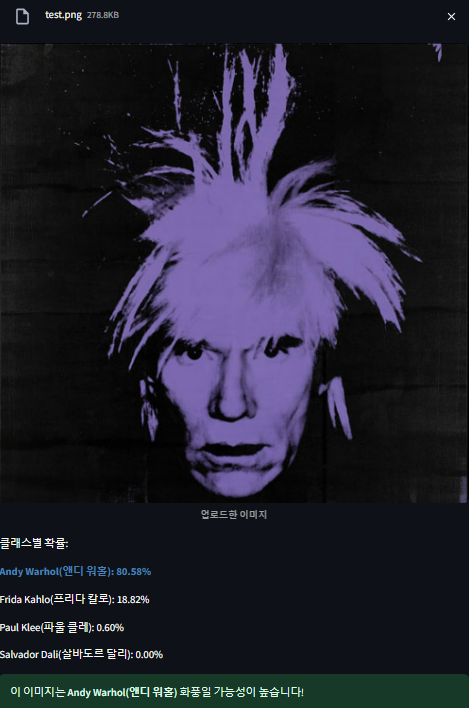 test.png 278.8KB
업로드한 이미지
클래스별 확률:
Andy Warhol(앤디 워홀): 80.58%
Frida Kahlo(프리다 칼로): 18.82%
Paul Klee(파울 클레): 0.60%
Salvador Dali(살바도르 달리): 0.00%
이 이미지는 Andy Warhol(앤디 워홀) 화풍일 가능성이 높습니다!